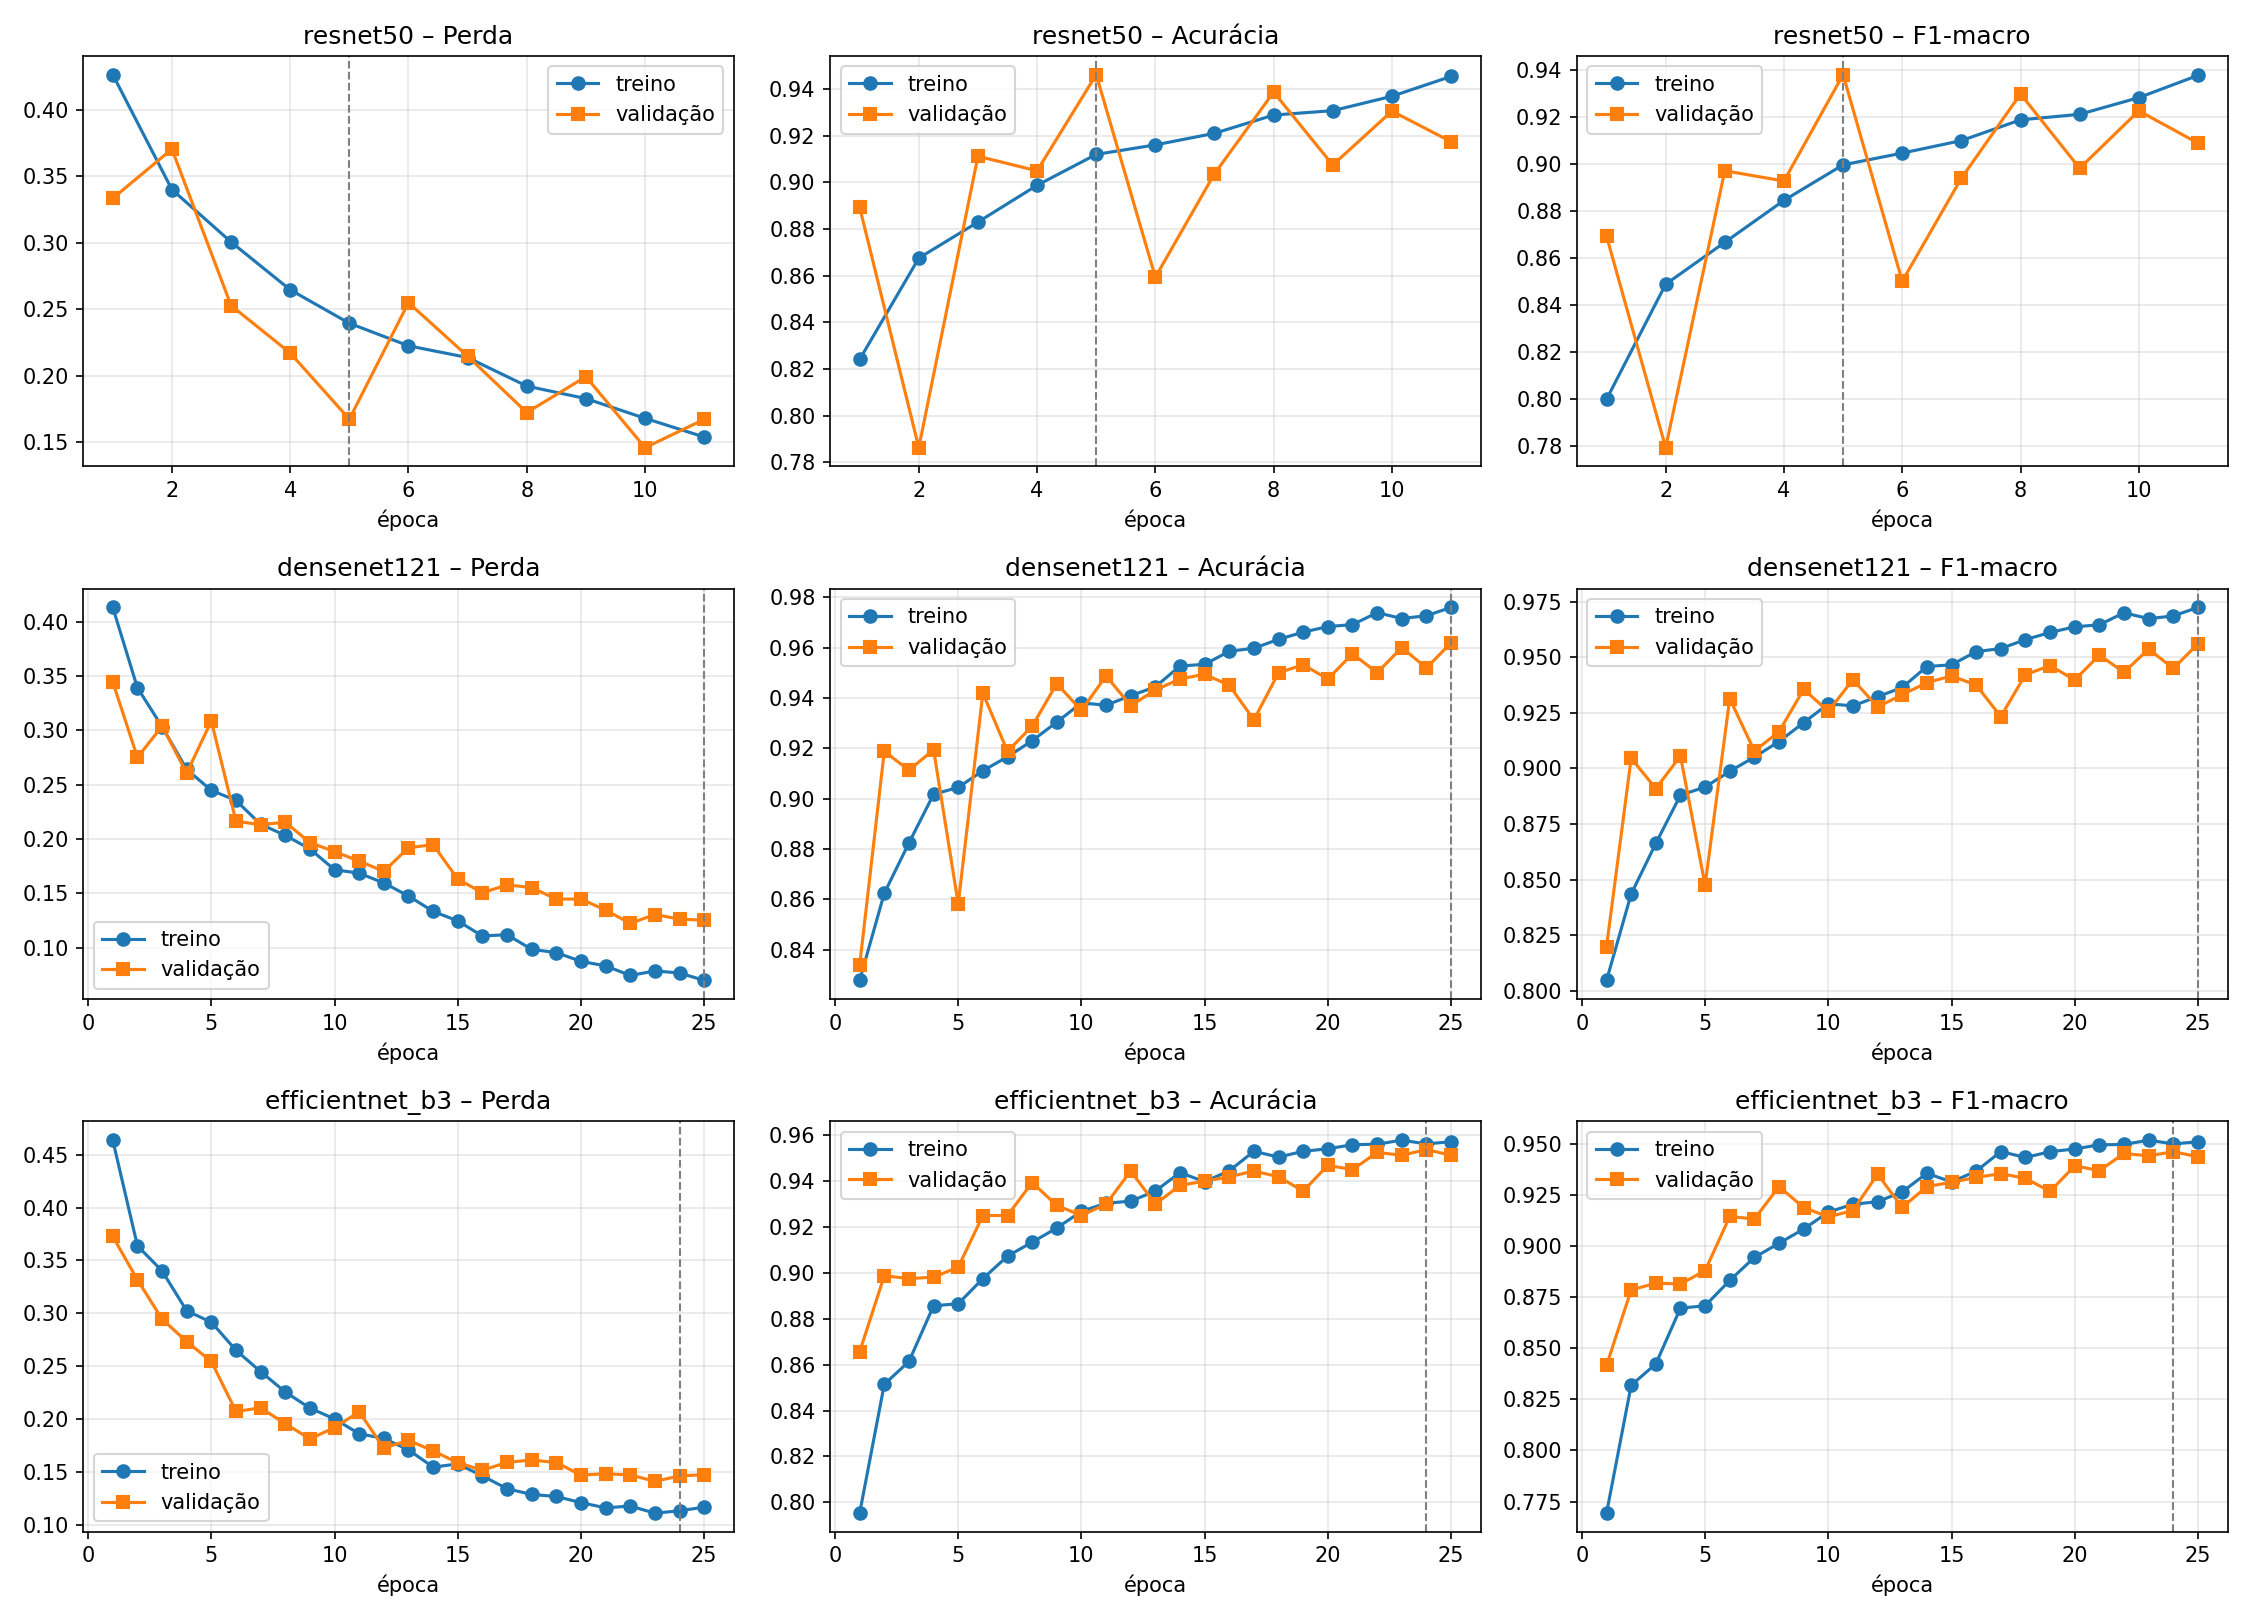 resnet50 – Perda
0.40
0.35
0.30
0.25
0.20
0.15
2 4 6 8 10
época
treino
validação
resnet50 – Acurácia
0.94
0.92
0.90
0.88
0.86
0.84
0.82
0.80
0.78
2 4 6 8 10
época
treino
validação
resnet50 – F1-macro
0.94
0.92
0.90
0.88
0.86
0.84
0.82
0.80
0.78
2 4 6 8 10
época
treino
validação
densenet121 – Perda
0.40
0.35
0.30
0.25
0.20
0.15
0.10
0 5 10 15 20 25
época
treino
validação
densenet121 – Acurácia
0.98
0.96
0.94
0.92
0.90
0.88
0.86
0.84
0 5 10 15 20 25
época
treino
validação
densenet121 – F1-macro
0.975
0.950
0.925
0.900
0.875
0.850
0.825
0.800
0 5 10 15 20 25
época
treino
validação
efficientnet_b3 – Perda
0.45
0.40
0.35
0.30
0.25
0.20
0.15
0.10
0 5 10 15 20 25
época
treino
validação
efficientnet_b3 – Acurácia
0.96
0.94
0.92
0.90
0.88
0.86
0.84
0.82
0.80
0 5 10 15 20 25
época
treino
validação
efficientnet_b3 – F1-macro
0.950
0.925
0.900
0.875
0.850
0.825
0.800
0.775
0 5 10 15 20 25
época
treino
validação